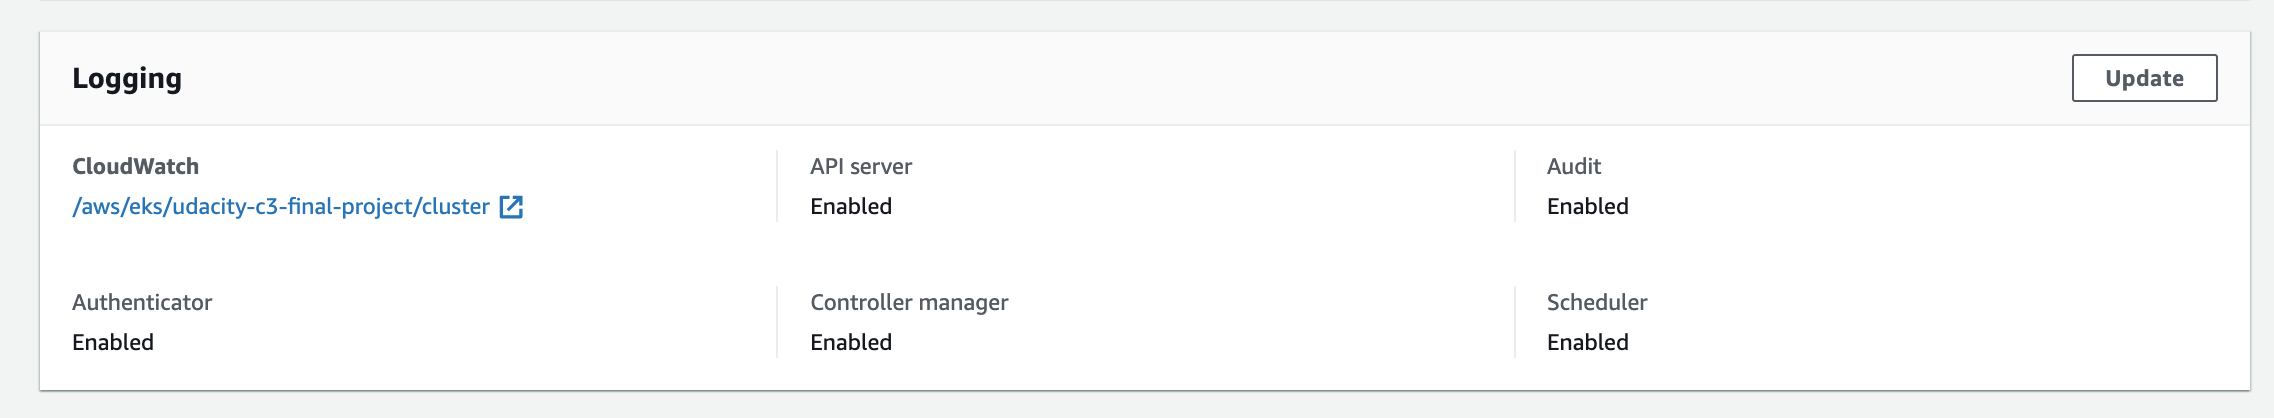 Logging
Update
CloudWatch
/aws/eks/udacity-c3-final-project/cluster
API server
Enabled
Audit
Enabled
Authenticator
Enabled
Controller manager
Enabled
Scheduler
Enabled